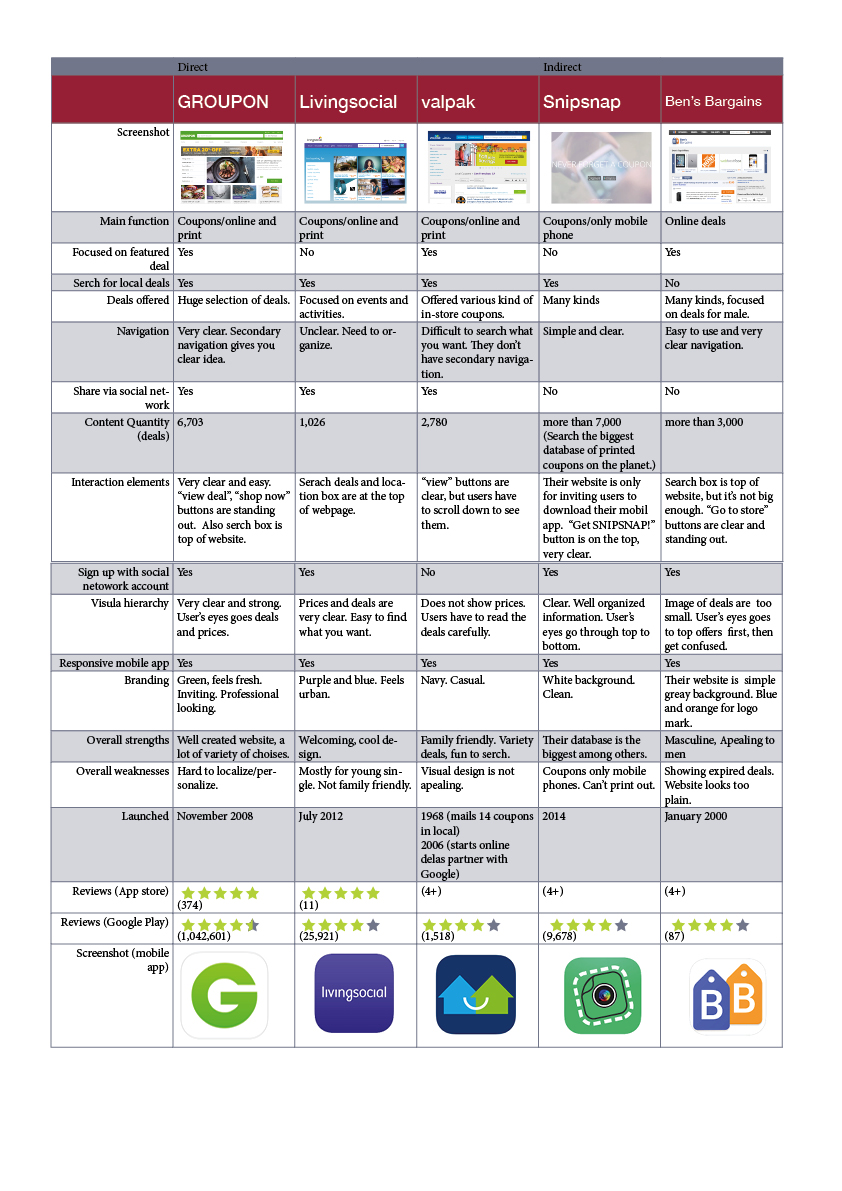 Direct Indirect
GROUPON Livingsocial valpak Snipsnap Ben's Bargains
Screenshot
GROUPON
EXTRA 20% OFF
NEVER FORGET A COUPON
Main function
Coupons/online and
print
Coupons/online and
print
Coupons/online and
print
Coupons/only mobile
phone
Online deals
Focused on featured
deal
Yes
No
Yes
No
Yes
Serch for local deals
Yes
Yes
Yes
Yes
No
Deals offered
Huge selection of deals.
Focused on events and
activities.
Offered various kind of
in-store coupons.
Many kinds
Many kinds, focused
on deals for male.
Navigation
Very clear. Secondary
navigation gives you
clear idea.
Unclear. Need to or-
ganize.
Difficult to search what
you want. They don't
have secondary naviga-
tion.
Simple and clear.
Easy to use and very
clear navigation.
Share via social net-
work
Yes
Yes
Yes
No
No
Content Quantity
(deals)
6,703
1,026
2,780
more than 7,000
(Search the biggest
database of printed
coupons on the planet.)
more than 3,000
Interaction elements
Very clear and easy.
“view deal”, “shop now”
buttons are standing
out. Also serch box is
top of website.
Serach deals and loca-
tion box are at the top
of webpage.
“view” buttons are
clear, but users have
to scroll down to see
them.
Their website is only
for inviting users to
download their mobil
app. “Get SNIPSNAP!”
button is on the top,
very clear.
Search box is top of
website, but it's not big
enough. “Go to store”
buttons are clear and
standing out.
Sign up with social
netowork account
Yes
Yes
No
Yes
Yes
Visula hierarchy
Very clear and strong.
User's eyes goes deals
and prices.
Prices and deals are
very clear. Easy to find
what you want.
Does not show prices.
Users have to read the
deals carefully.
Clear. Well organized
information. User's
eyes go through top to
bottom.
Image of deals are too
small. User's eyes goes
to top offers first, then
get confused.
Responsive mobile app
Yes
Yes
Yes
Yes
Yes
Branding
Green, feels fresh.
Inviting. Professional
looking.
Purple and blue. Feels
urban.
Navy. Casual.
White background.
Clean.
Their website is simple
greay background. Blue
and orange for logo
mark.
Overall strengths
Well created website, a
lot of variety of choises.
Welcoming, cool de-
sign.
Family friendly. Variety
deals, fun to serch.
Their database is the
biggest among others.
Masculine, Apealing to
men
Overall weaknesses
Hard to localize/per-
sonalize.
Mostly for young sin-
gle. Not family friendly.
Visual design is not
apealing.
Coupons only mobile
phones. Can't print out.
Showing expired deals.
Website looks too
plain.
Launched
November 2008
July 2012
1968 (mails 14 coupons
in local)
2006 (starts online
delas partner with
Google)
2014
January 2000
Reviews (App store)
(374)
(11)
(4+)
(4+)
(4+)
Reviews (Google Play)
(1,042,601)
(25,921)
(1,518)
(9,678)
(87)
Screenshot (mobile
app)
G
livingsocial
B B